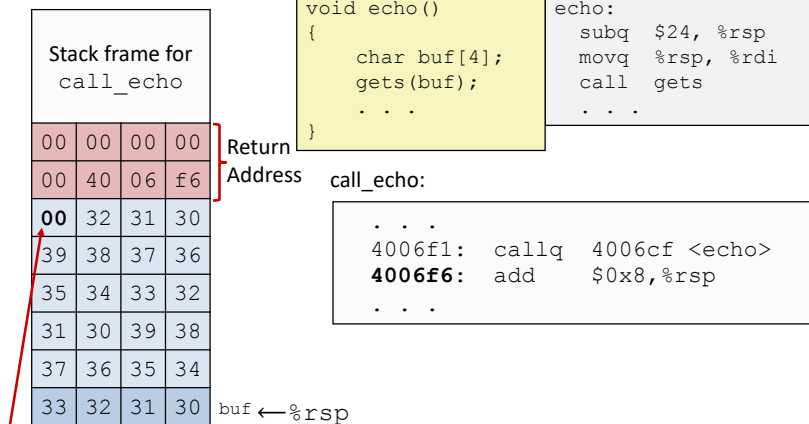 void echo()
{
char buf[4];
gets(buf);
. . .
}
echo:
subq $24, %rsp
movq %rsp, %rdi
call gets
. . .
Stack frame for
call_echo
00 00 00 00
00 40 06 f6
Return
Address
00 32 31 30
39 38 37 36
35 34 33 32
31 30 39 38
37 36 35 34
33 32 31 30
buf ←%rsp
call_echo:
. . .
4006f1: callq 4006cf <echo>
4006f6: add $0x8,%rsp
. . .